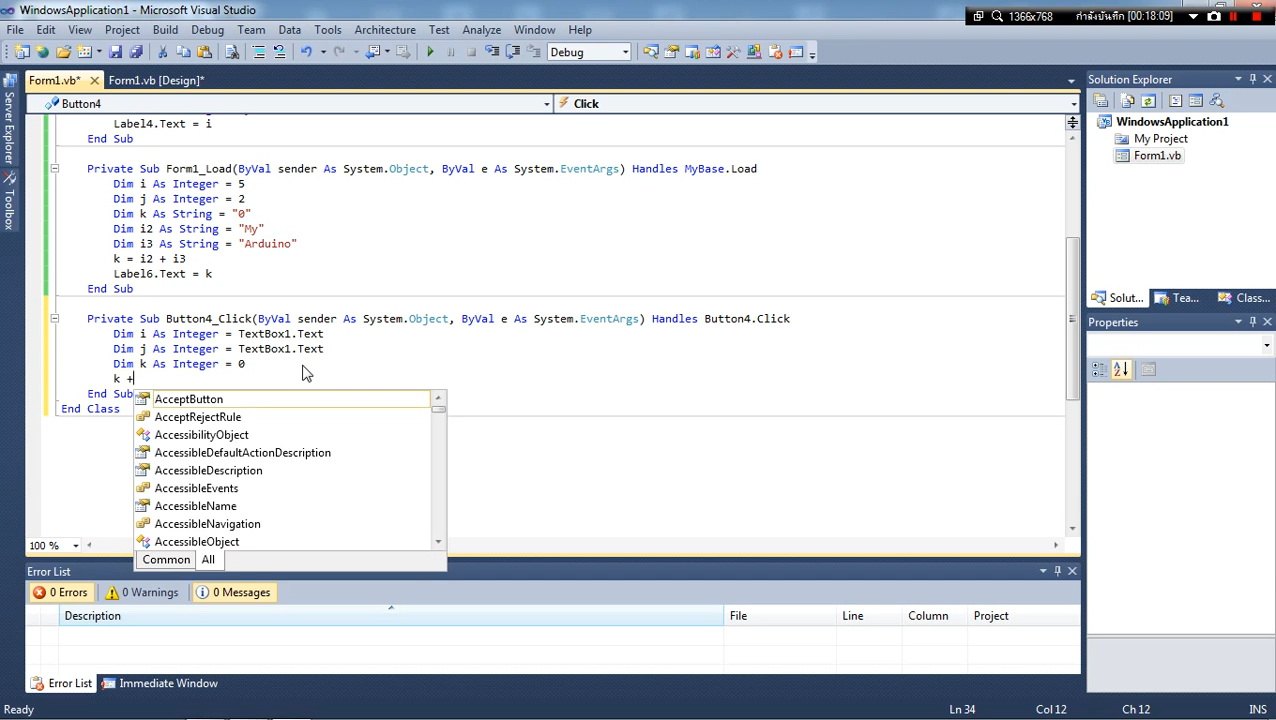 WindowsApplication1 - Microsoft Visual Studio
1366x768 กำลังบันทึก [00:18:09]
File Edit View Project Build Debug Team Data Tools Architecture Test Analyze Window Help
Debug
Form1.vb* Form1.vb [Design]*
Button4 Click
Label4.Text = i
End Sub
Private Sub Form1_Load(ByVal sender As System.Object, ByVal e As System.EventArgs) Handles MyBase.Load
Dim i As Integer = 5
Dim j As Integer = 2
Dim k As String = "0"
Dim i2 As String = "My"
Dim i3 As String = "Arduino"
k = i2 + i3
Label6.Text = k
End Sub
Private Sub Button4_Click(ByVal sender As System.Object, ByVal e As System.EventArgs) Handles Button4.Click
Dim i As Integer = TextBox1.Text
Dim j As Integer = TextBox1.Text
Dim k As Integer = 0
k +
End Sub
End Class
AcceptButton
AcceptRejectRule
AccessibilityObject
AccessibleDefaultActionDescription
AccessibleDescription
AccessibleEvents
AccessibleName
AccessibleNavigation
AccessibleObject
Common All
100 %
Server Explorer
Toolbox
Solution Explorer
WindowsApplication1
My Project
Form1.vb
Solut... Tea... Class...
Properties
Error List
0 Errors 0 Warnings 0 Messages
Description File Line Column Project
Error List Immediate Window
Ready Ln 34 Col 12 Ch 12 INS